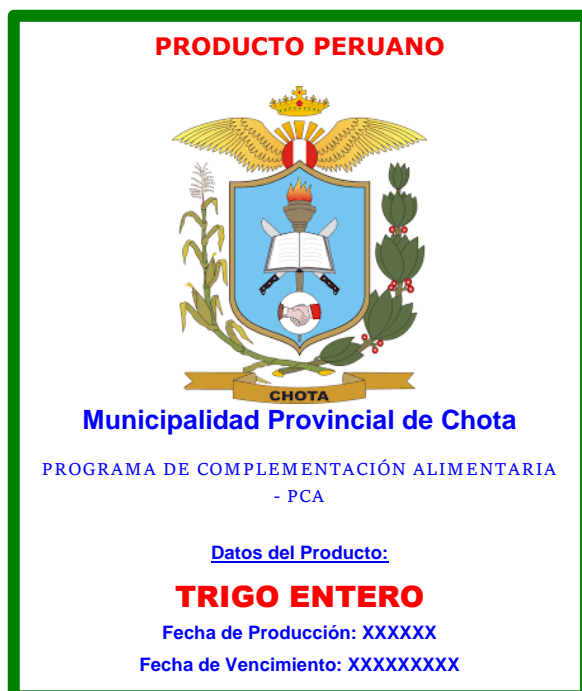 PRODUCTO PERUANO
CHOTA
Municipalidad Provincial de Chota
PROGRAMA DE COMPLEMENTACIÓN ALIMENTARIA
- PCA
Datos del Producto:
TRIGO ENTERO
Fecha de Producción: XXXXXX
Fecha de Vencimiento: XXXXXXXXX